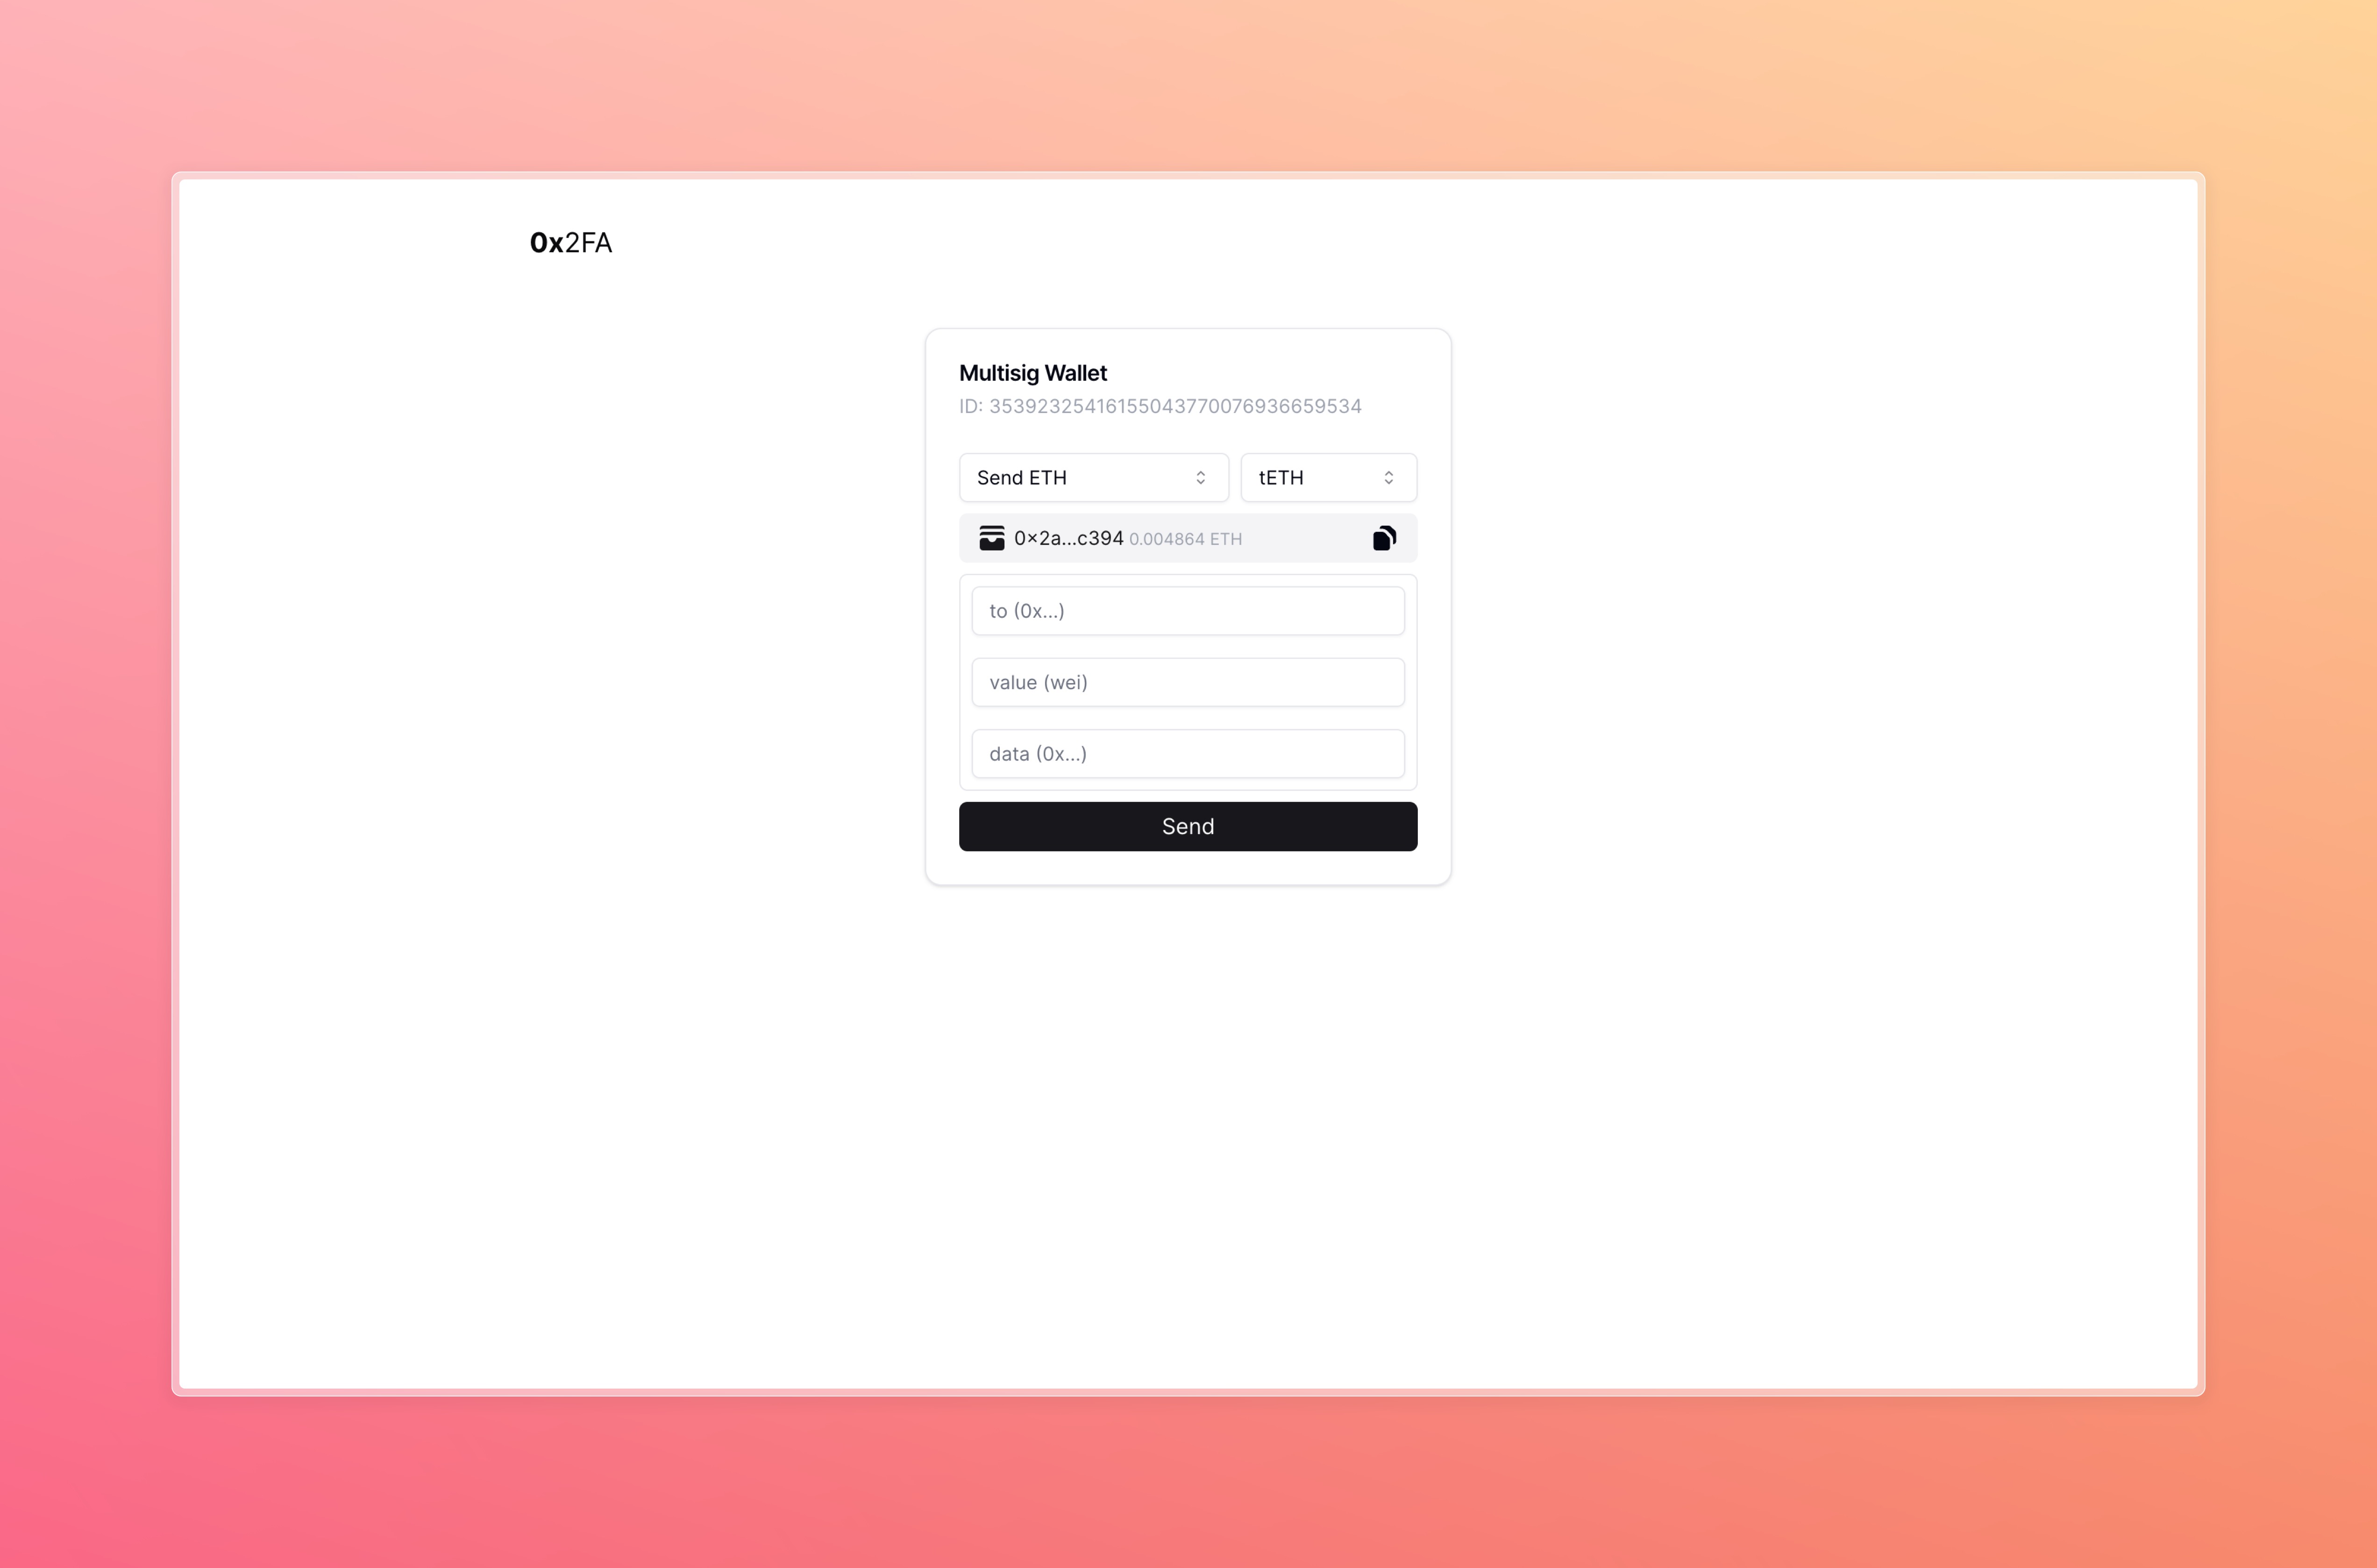 0x2FA
Multisig Wallet
ID: 35392325416155043770076936659534
Send ETH
tETH
0×2a...c394 0.004864 ETH
to (0x...)
value (wei)
data (0x...)
Send